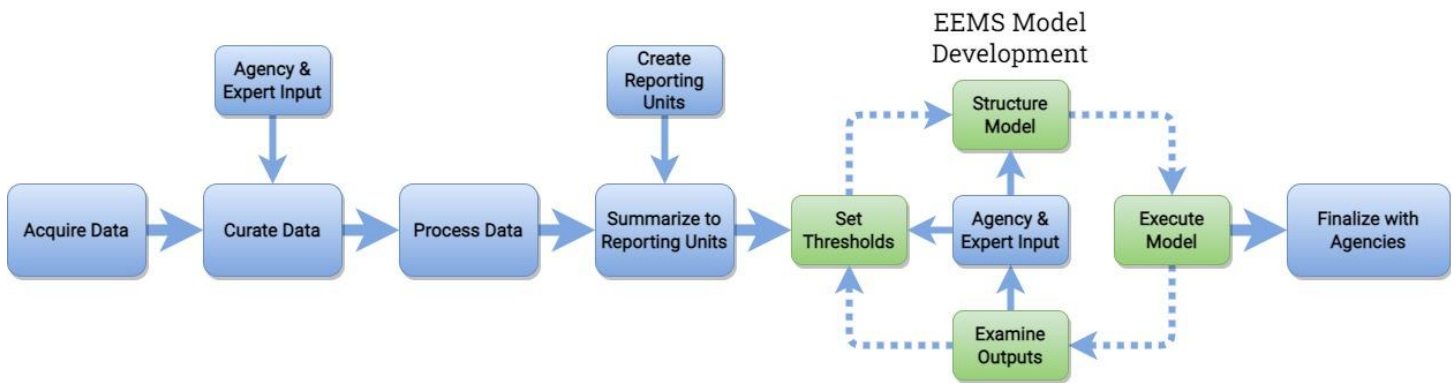 EEMS Model
Development
Agency &
Expert Input
Create
Reporting
Units
Structure
Model
Acquire Data
Curate Data
Process Data
Summarize to
Reporting Units
Set
Thresholds
Agency &
Expert Input
Execute
Model
Finalize with
Agencies
Examine
Outputs